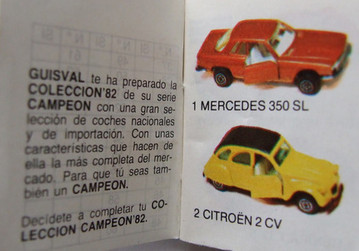 GUISVAL te ha preparado la
COLECCION'82 de su serie
CAMPEON con una gran se-
lección de coches nacionales
y de importación. Con unas
características que hacen de
ella la más completa del mer-
cado. Para que tú seas tam-
bién un CAMPEON.
Decídete a completar tu CO-
LECCION CAMPEON'82.
1 MERCEDES 350 SL
2 CITROËN 2 CV